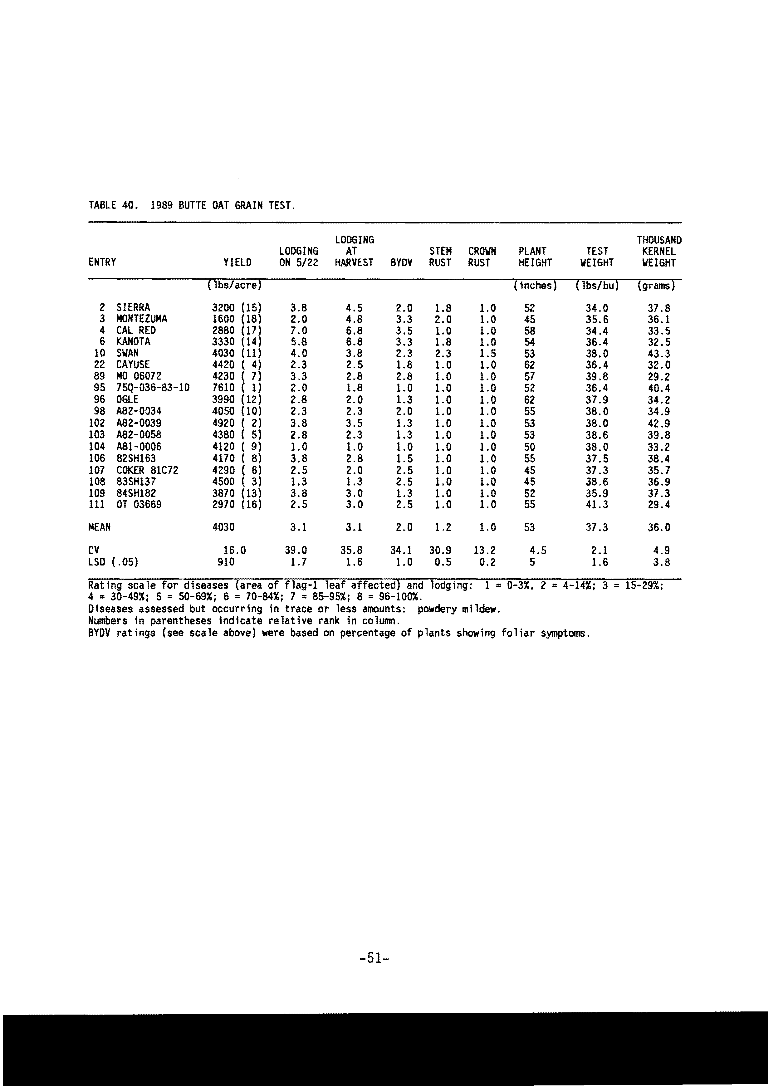 TABLE 40. 1989 BUTTE OAT GRAIN TEST.
LODGING THOUSAND
LODGING AT STEM CROWN PLANT TEST KERNEL
ENTRY YIELD ON 5/22 HARVEST BYDV RUST RUST HEIGHT WEIGHT WEIGHT
(lbs/acre) (inches) (lbs/bu) (grams)
2 SIERRA 3200 (15) 3.8 4.5 2.0 1.8 1.0 52 34.0 37.8
3 MONTEZUMA 1600 (18) 2.0 4.8 3.3 2.0 1.0 45 35.6 36.1
4 CAL RED 2880 (17) 7.0 6.8 3.5 1.0 1.0 58 34.4 33.5
6 KANOTA 3330 (14) 5.8 6.8 3.3 1.8 1.0 54 36.4 32.5
10 SWAN 4030 (11) 4.0 3.8 2.3 2.3 1.5 53 38.0 43.3
22 CAYUSE 4420 ( 4) 2.3 2.5 1.8 1.0 1.0 62 36.4 32.0
89 MO 06072 4230 ( 7) 3.3 2.8 2.8 1.0 1.0 57 39.8 29.2
95 75Q-036-83-1D 7610 ( 1) 2.0 1.8 1.0 1.0 1.0 52 36.4 40.4
96 OGLE 3990 (12) 2.8 2.0 1.3 1.0 1.0 62 37.9 34.2
98 A82-0034 4050 (10) 2.3 2.3 2.0 1.0 1.0 55 38.0 34.9
102 A82-0039 4920 ( 2) 3.8 3.5 1.3 1.0 1.0 53 38.0 42.9
103 A82-0058 4380 ( 5) 2.8 2.3 1.3 1.0 1.0 53 38.6 39.8
104 A81-0006 4120 ( 9) 1.0 1.0 1.0 1.0 1.0 50 38.0 33.2
106 82SH163 4170 ( 8) 3.8 2.8 1.5 1.0 1.0 55 37.5 38.4
107 COKER 81C72 4290 ( 6) 2.5 2.0 2.5 1.0 1.0 45 37.3 35.7
108 83SH137 4500 ( 3) 1.3 1.3 2.5 1.0 1.0 45 38.6 36.9
109 84SH182 3870 (13) 3.8 3.0 1.3 1.0 1.0 52 35.9 37.3
111 OT 03669 2970 (16) 2.5 3.0 2.5 1.0 1.0 55 41.3 29.4
MEAN 4030 3.1 3.1 2.0 1.2 1.0 53 37.3 36.0
CV 16.0 39.0 35.8 34.1 30.9 13.2 4.5 2.1 4.9
LSD (.05) 910 1.7 1.6 1.0 0.5 0.2 5 1.6 3.8
Rating scale for diseases (area of flag-1 leaf affected) and lodging: 1 = 0-3%, 2 = 4-14%; 3 = 15-29%;
4 = 30-49%; 5 = 50-69%; 6 = 70-84%; 7 = 85-95%; 8 = 96-100%.
Diseases assessed but occurring in trace or less amounts: powdery mildew.
Numbers in parentheses indicate relative rank in column.
BYDV ratings (see scale above) were based on percentage of plants showing foliar symptoms.
-51-